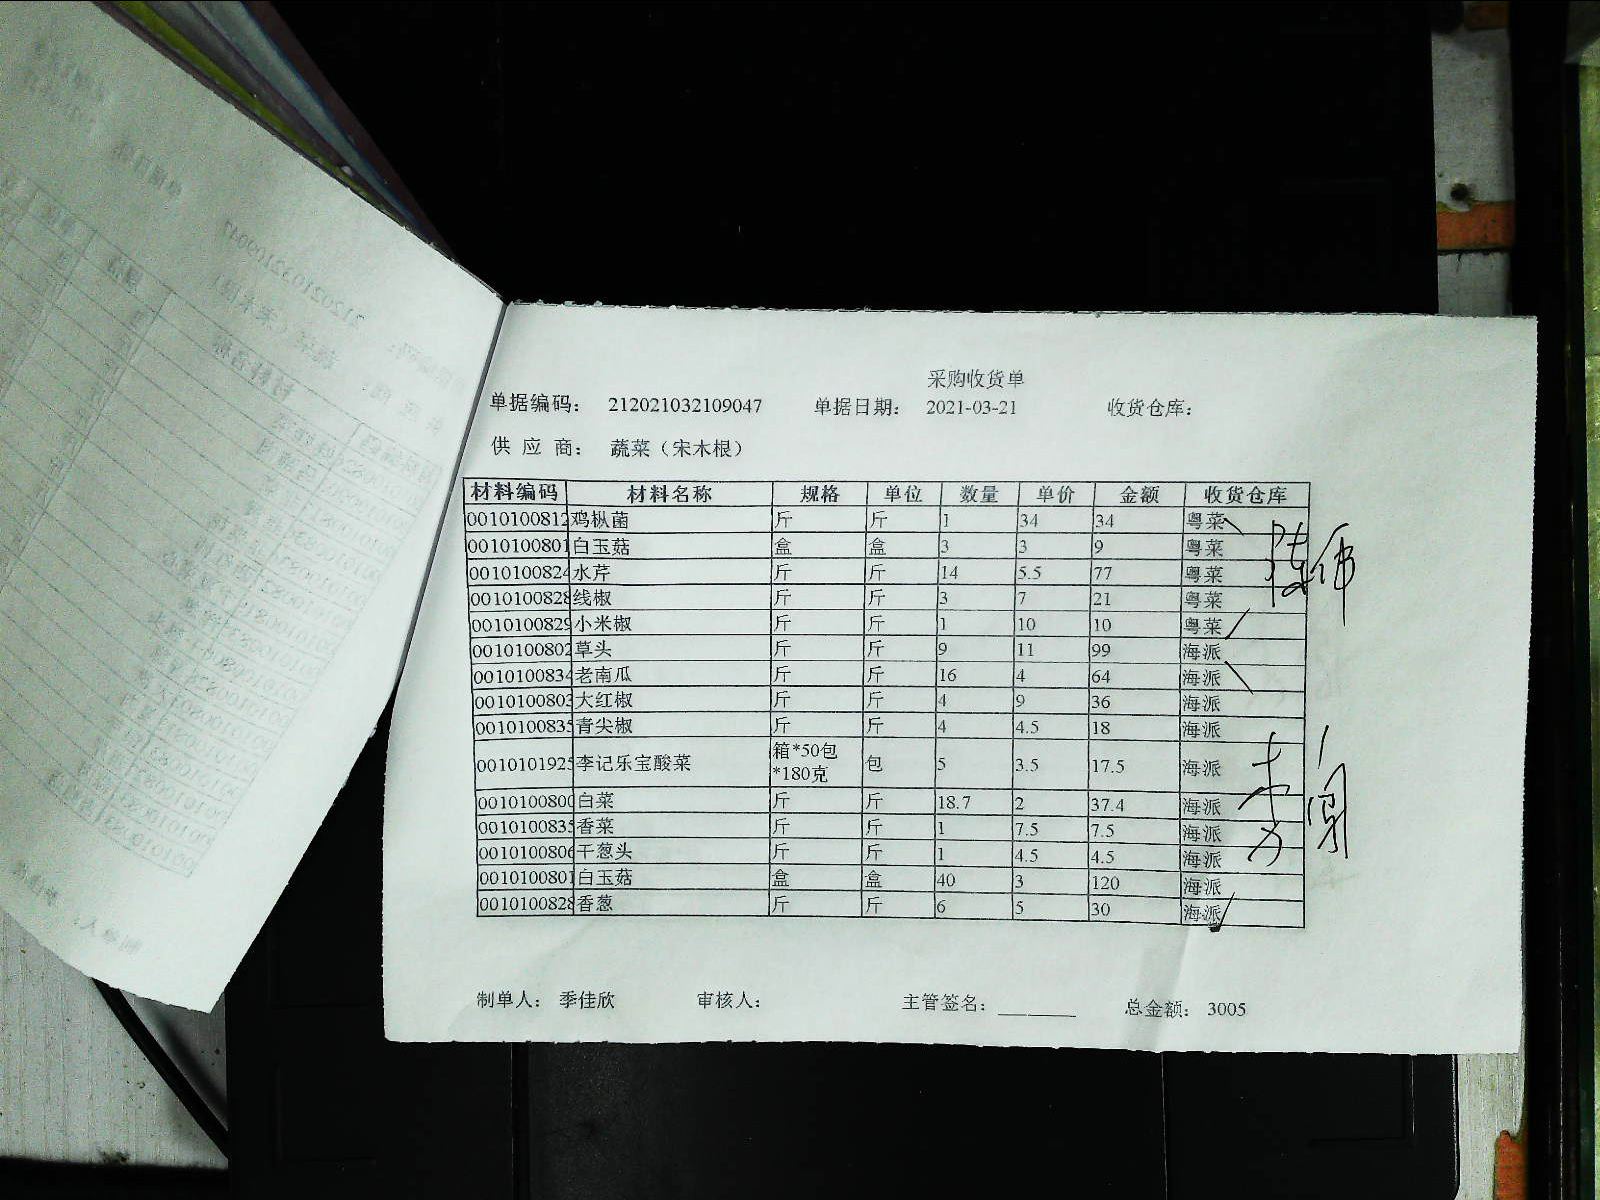 采购收货单
单据编码： 212021032109047 单据日期： 2021-03-21 收货仓库：
供 应 商： 蔬菜（宋木根）
材料编码 材料名称 规格 单位 数量 单价 金额 收货仓库
0010100812 鸡枞菌 斤 斤 1 34 34 粤菜
0010100801 白玉菇 盒 盒 3 3 9 粤菜
0010100824 水芹 斤 斤 14 5.5 77 粤菜
0010100828 线椒 斤 斤 3 7 21 粤菜
0010100829 小米椒 斤 斤 1 10 10 粤菜
0010100802 草头 斤 斤 9 11 99 海派
0010100834 老南瓜 斤 斤 16 4 64 海派
0010100803 大红椒 斤 斤 4 9 36 海派
0010100835 青尖椒 斤 斤 4 4.5 18 海派
0010101925 李记乐宝酸菜 箱*50包 包 5 3.5 17.5 海派
*180克
0010100800 白菜 斤 斤 18.7 2 37.4 海派
0010100835 香菜 斤 斤 1 7.5 7.5 海派
0010100806 干葱头 斤 斤 1 4.5 4.5 海派
0010100801 白玉菇 盒 盒 40 3 120 海派
0010100828 香葱 斤 斤 6 5 30 海派
陈伟
制单人： 季佳欣 审核人： 主管签名： 总金额： 3005